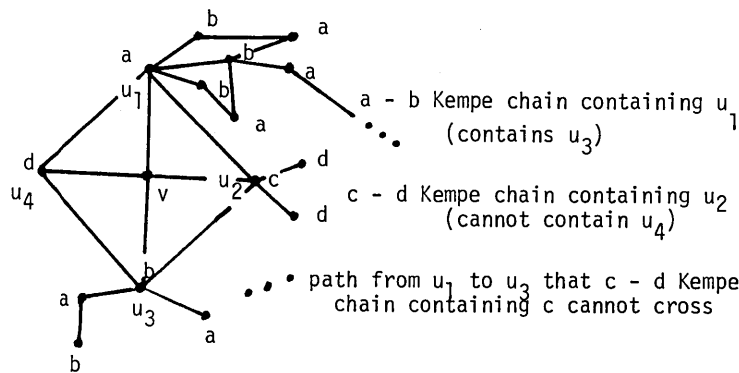 b
a
a
b
u1
a
b
a
a - b Kempe chain containing u1
(contains u3)
d
d
u4
v
u2
c
c - d Kempe chain containing u2
(cannot contain u4)
d
b
path from u1 to u3 that c - d Kempe
chain containing c cannot cross
a
u3
a
b